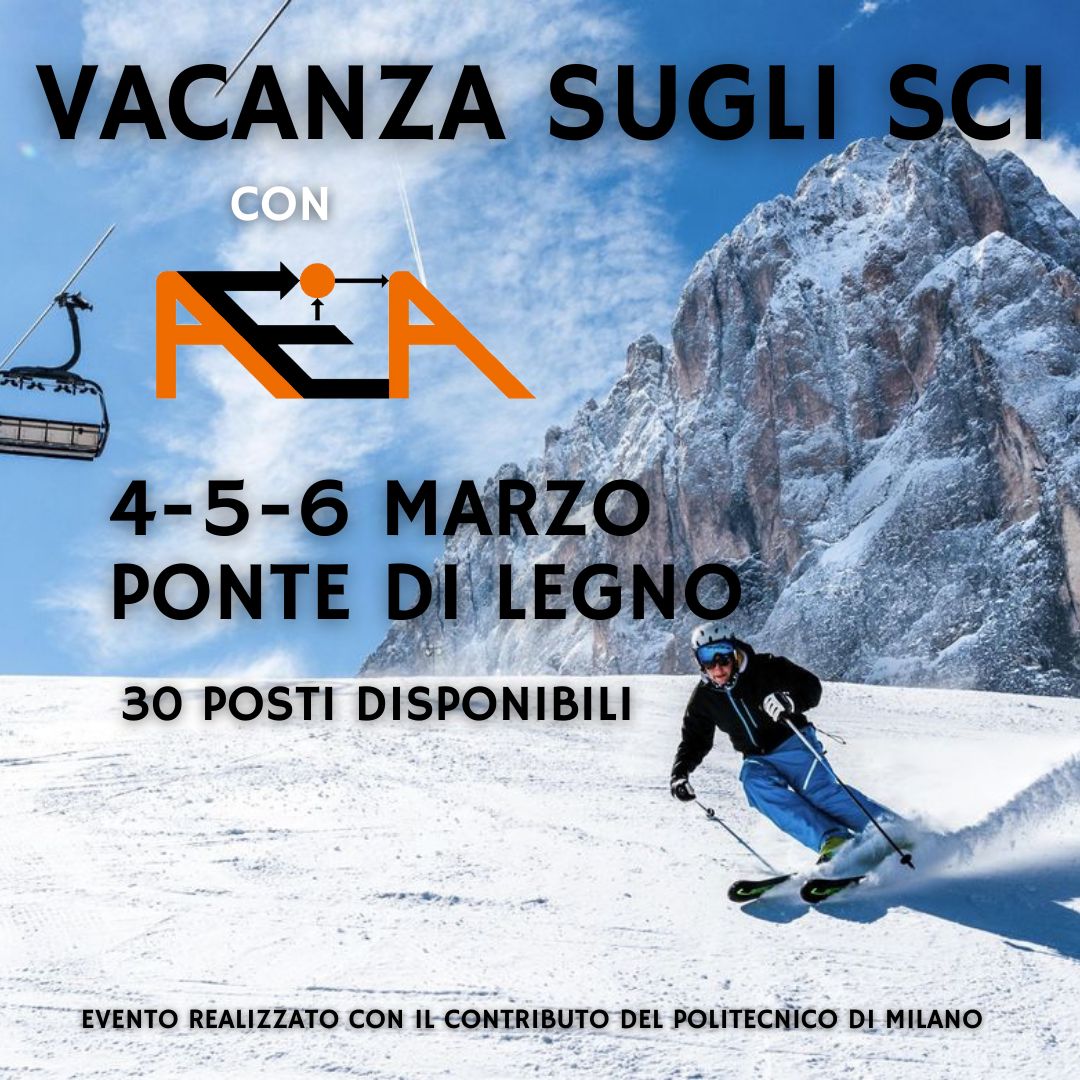 VACANZA SUGLI SCI
CON
AEA
4-5-6 MARZO
PONTE DI LEGNO
30 POSTI DISPONIBILI
EVENTO REALIZZATO CON IL CONTRIBUTO DEL POLITECNICO DI MILANO